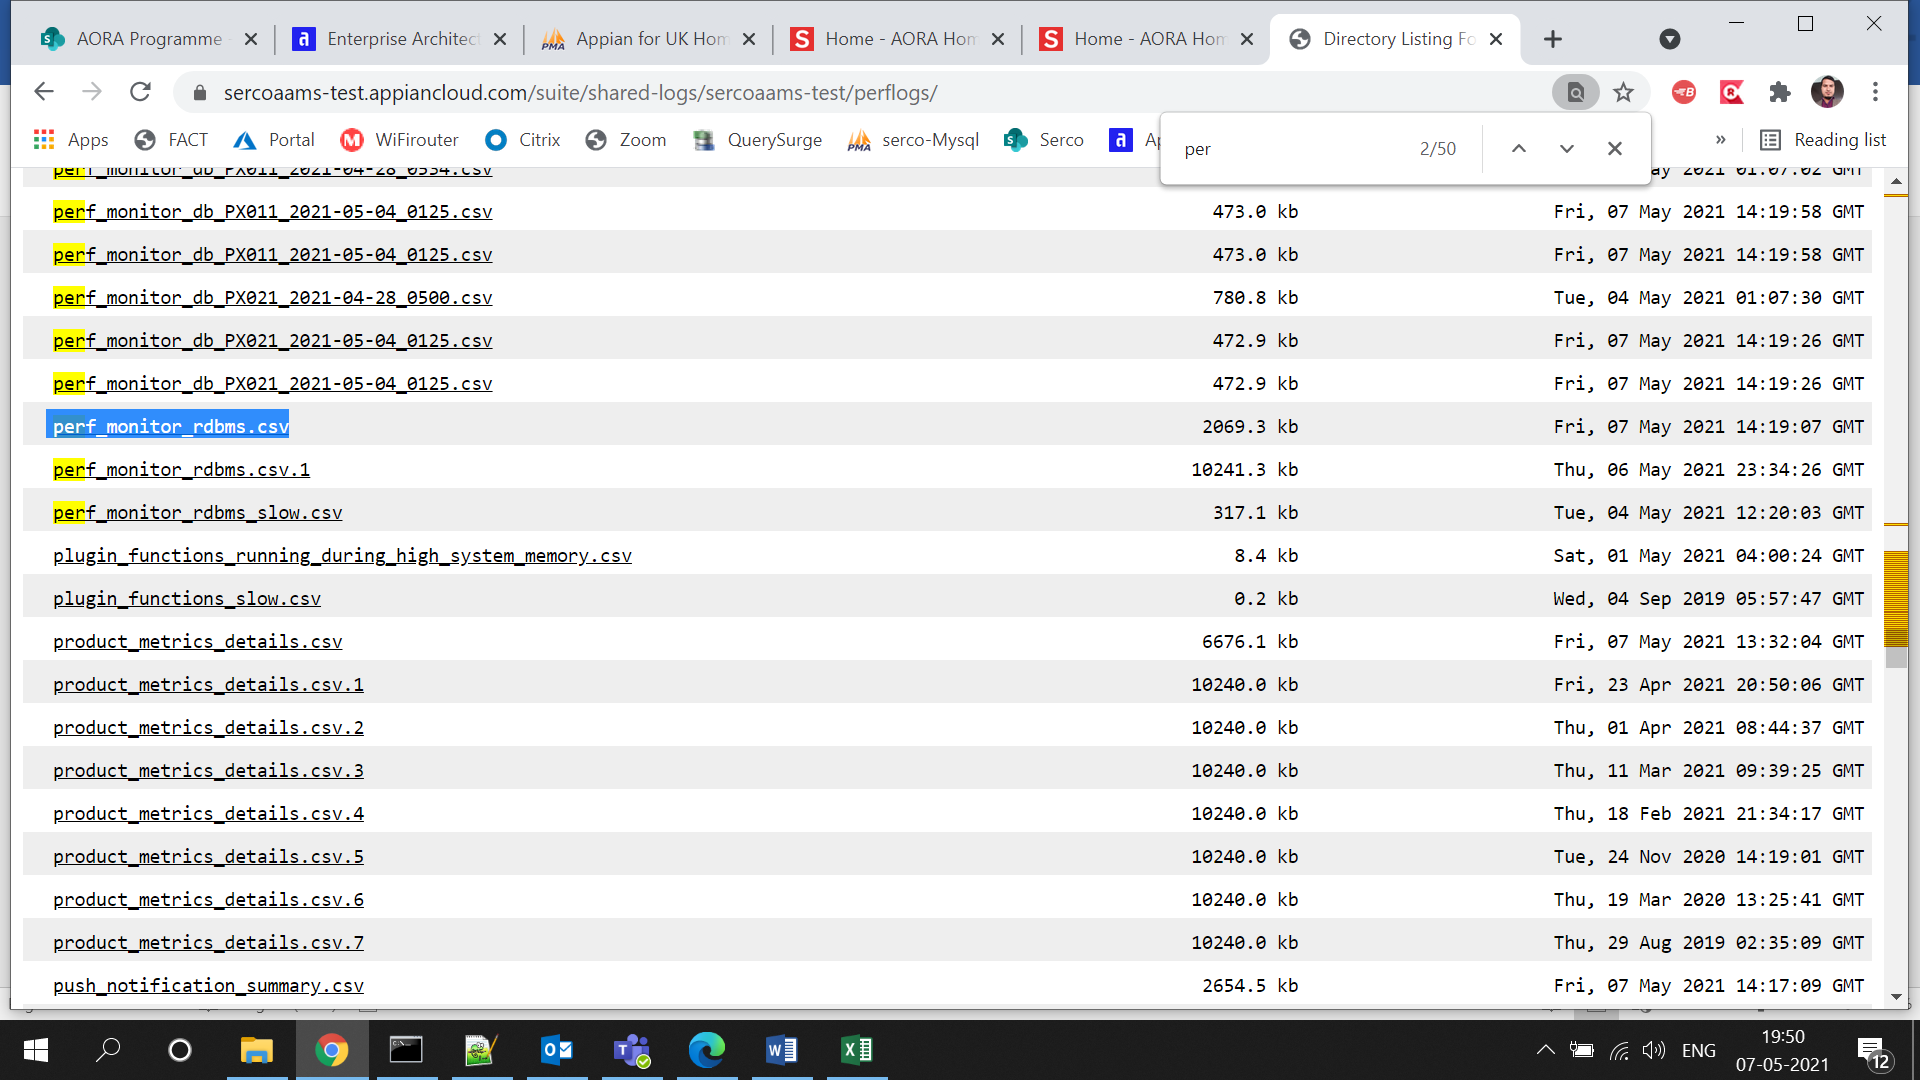 AORA Programme
Enterprise Architect
Appian for UK Hom
Home - AORA Hom
Home - AORA Hom
Directory Listing Fo
sercoaams-test.appiancloud.com/suite/shared-logs/sercoaams-test/perflogs/
Apps
FACT
Portal
WiFirouter
Citrix
Zoom
QuerySurge
serco-Mysql
Serco
Ap
»
Reading list
per
2/50
perf_monitor_db_PX011_2021-04-28_0534.csv ay 2021 01:07:02 GMT
perf_monitor_db_PX011_2021-05-04_0125.csv 473.0 kb Fri, 07 May 2021 14:19:58 GMT
perf_monitor_db_PX011_2021-05-04_0125.csv 473.0 kb Fri, 07 May 2021 14:19:58 GMT
perf_monitor_db_PX021_2021-04-28_0500.csv 780.8 kb Tue, 04 May 2021 01:07:30 GMT
perf_monitor_db_PX021_2021-05-04_0125.csv 472.9 kb Fri, 07 May 2021 14:19:26 GMT
perf_monitor_db_PX021_2021-05-04_0125.csv 472.9 kb Fri, 07 May 2021 14:19:26 GMT
perf_monitor_rdbms.csv 2069.3 kb Fri, 07 May 2021 14:19:07 GMT
perf_monitor_rdbms.csv.1 10241.3 kb Thu, 06 May 2021 23:34:26 GMT
perf_monitor_rdbms_slow.csv 317.1 kb Tue, 04 May 2021 12:20:03 GMT
plugin_functions_running_during_high_system_memory.csv 8.4 kb Sat, 01 May 2021 04:00:24 GMT
plugin_functions_slow.csv 0.2 kb Wed, 04 Sep 2019 05:57:47 GMT
product_metrics_details.csv 6676.1 kb Fri, 07 May 2021 13:32:04 GMT
product_metrics_details.csv.1 10240.0 kb Fri, 23 Apr 2021 20:50:06 GMT
product_metrics_details.csv.2 10240.0 kb Thu, 01 Apr 2021 08:44:37 GMT
product_metrics_details.csv.3 10240.0 kb Thu, 11 Mar 2021 09:39:25 GMT
product_metrics_details.csv.4 10240.0 kb Thu, 18 Feb 2021 21:34:17 GMT
product_metrics_details.csv.5 10240.0 kb Tue, 24 Nov 2020 14:19:01 GMT
product_metrics_details.csv.6 10240.0 kb Thu, 19 Mar 2020 13:25:41 GMT
product_metrics_details.csv.7 10240.0 kb Thu, 29 Aug 2019 02:35:09 GMT
push_notification_summary.csv 2654.5 kb Fri, 07 May 2021 14:17:09 GMT
ENG
19:50
07-05-2021
12